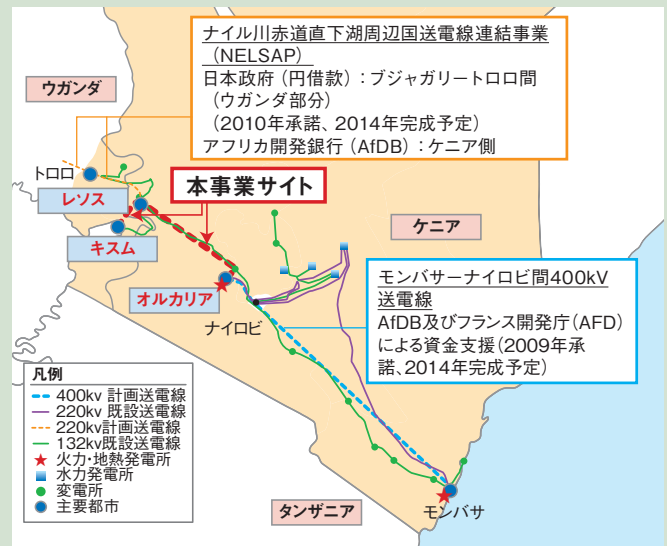 ナイル川赤道直下湖周辺国送電線連結事業
（NELSAP）
日本政府（円借款）：ブジャガリートロロ間
（ウガンダ部分）
（2010年承諾、2014年完成予定）
アフリカ開発銀行（AfDB）：ケニア側
ウガンダ
トロロ
本事業サイト
レソス
キスム
ケニア
オルカリア
ナイロビ
モンバサーナイロビ間400kV
送電線
AfDB及びフランス開発庁（AFD）
による資金支援（2009年承
諾、2014年完成予定）
凡例
400kv 計画送電線
220kv 既設送電線
220kv計画送電線
132kv既設送電線
火力・地熱発電所
水力発電所
変電所
主要都市
タンザニア
モンバサ